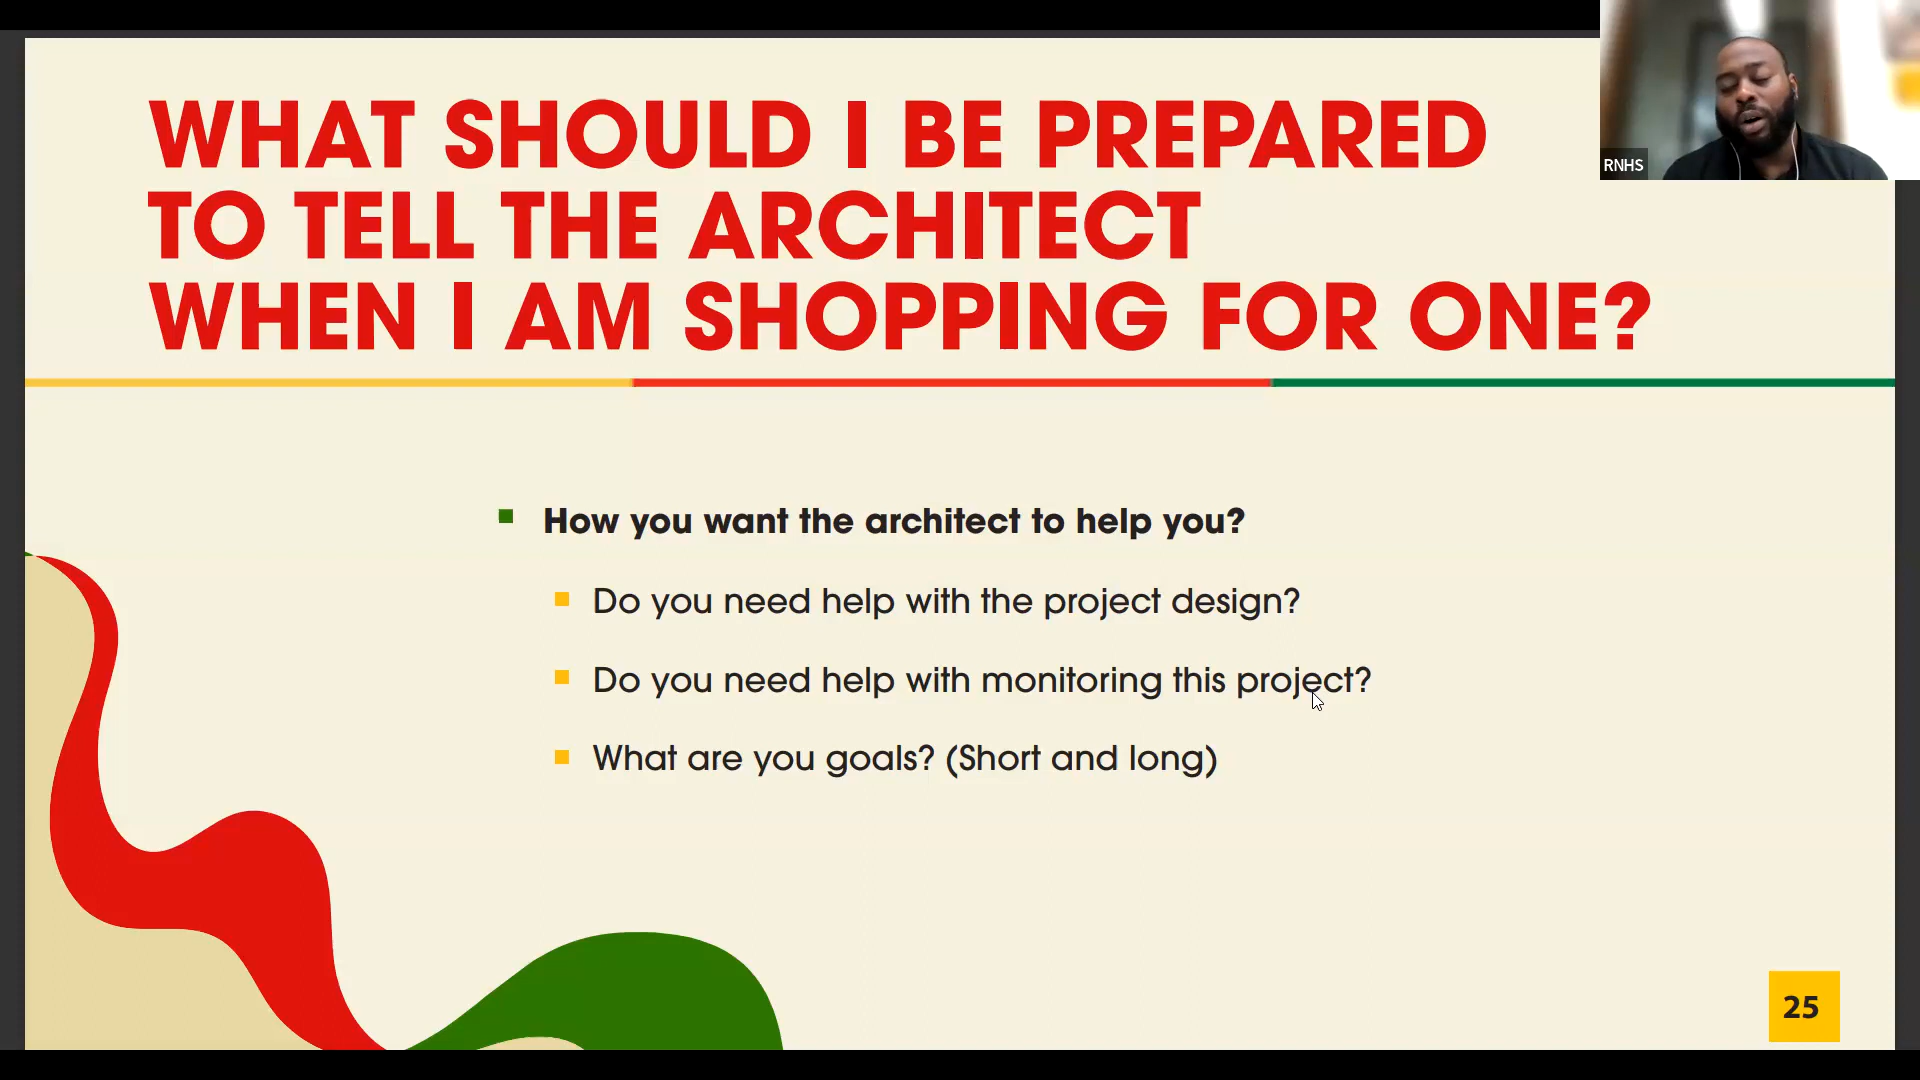 WHAT SHOULD I BE PREPARED
TO TELL THE ARCHITECT
WHEN I AM SHOPPING FOR ONE?
RNHS
How you want the architect to help you?
Do you need help with the project design?
Do you need help with monitoring this project?
What are you goals? (Short and long)
25